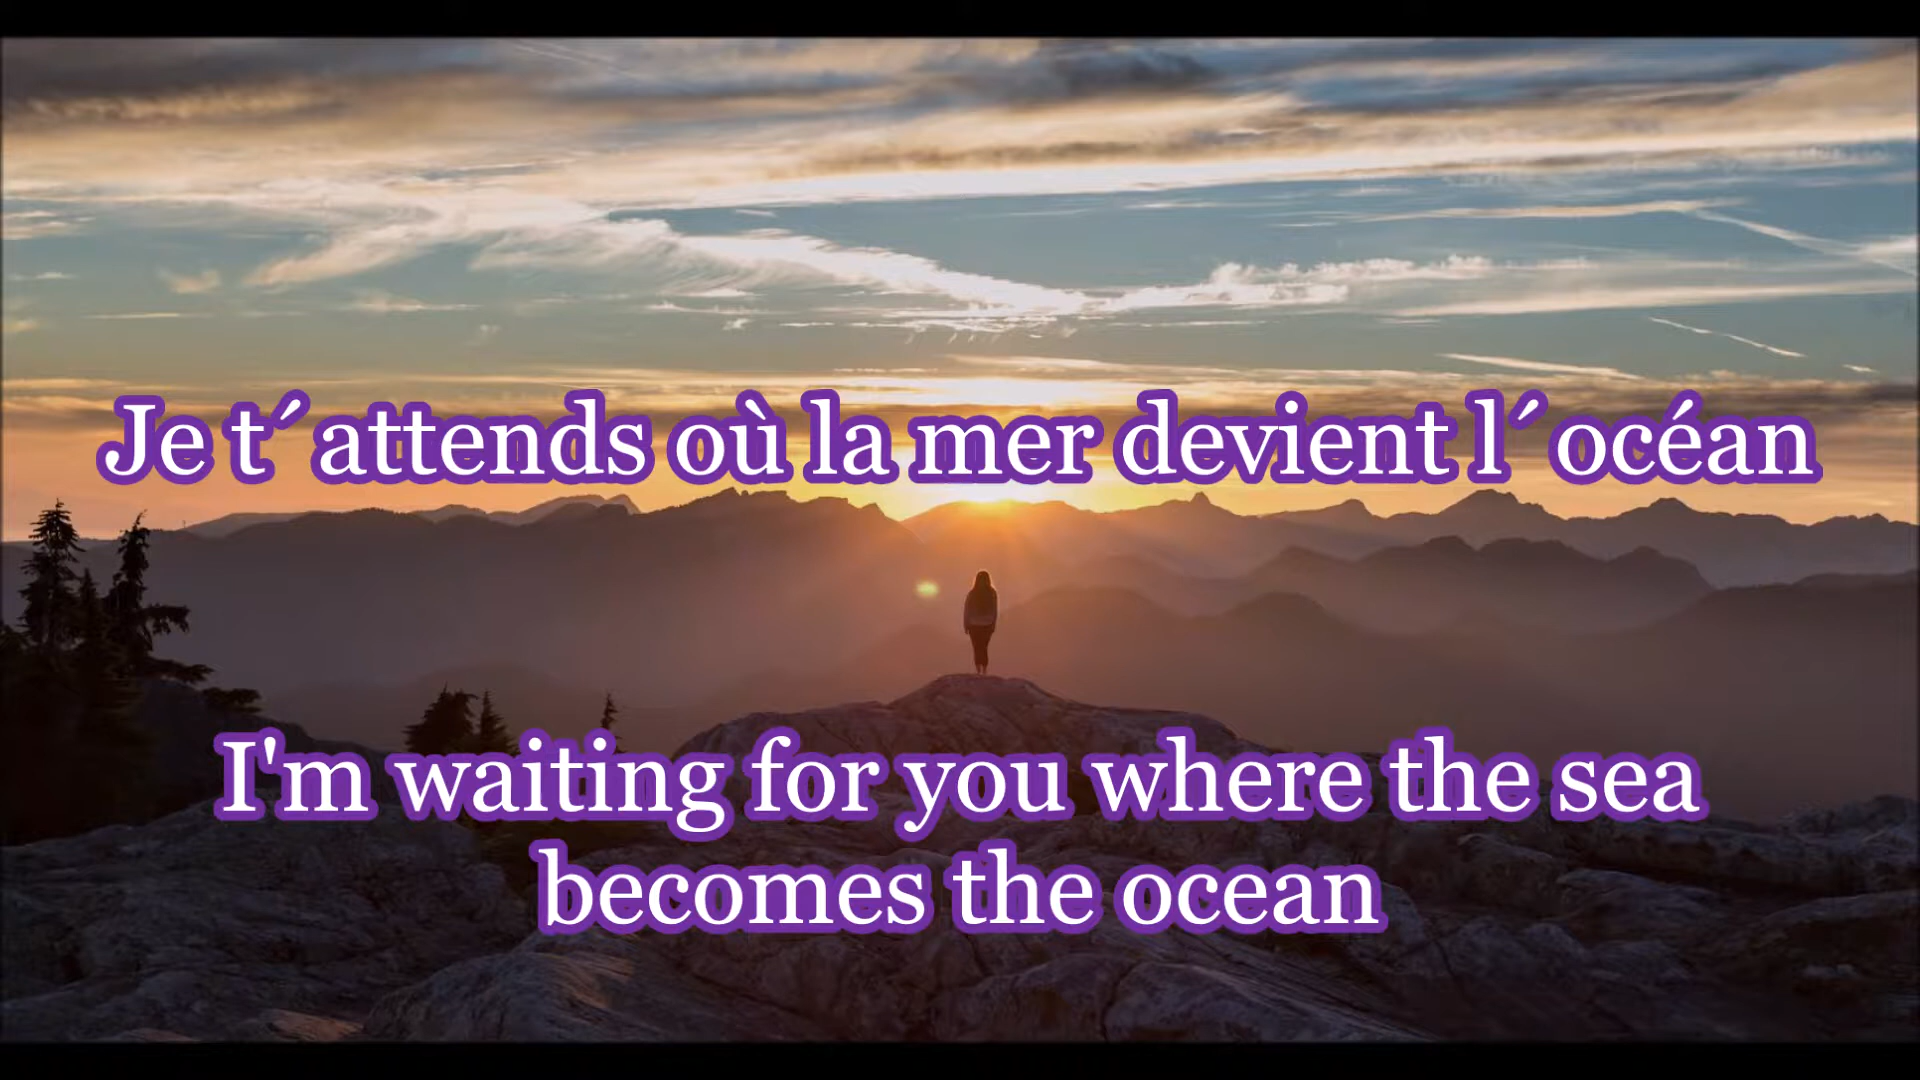 Je t´attends où la mer devient l´océan
I'm waiting for you where the sea
becomes the ocean